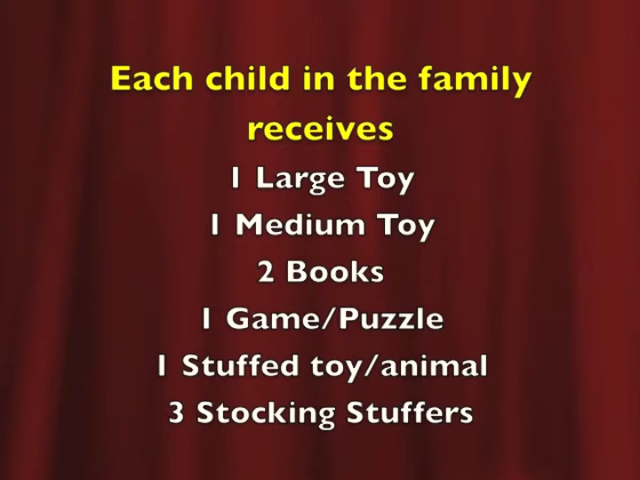 Each child in the family
receives
1 Large Toy
1 Medium Toy
2 Books
1 Game/Puzzle
1 Stuffed toy/animal
3 Stocking Stuffers